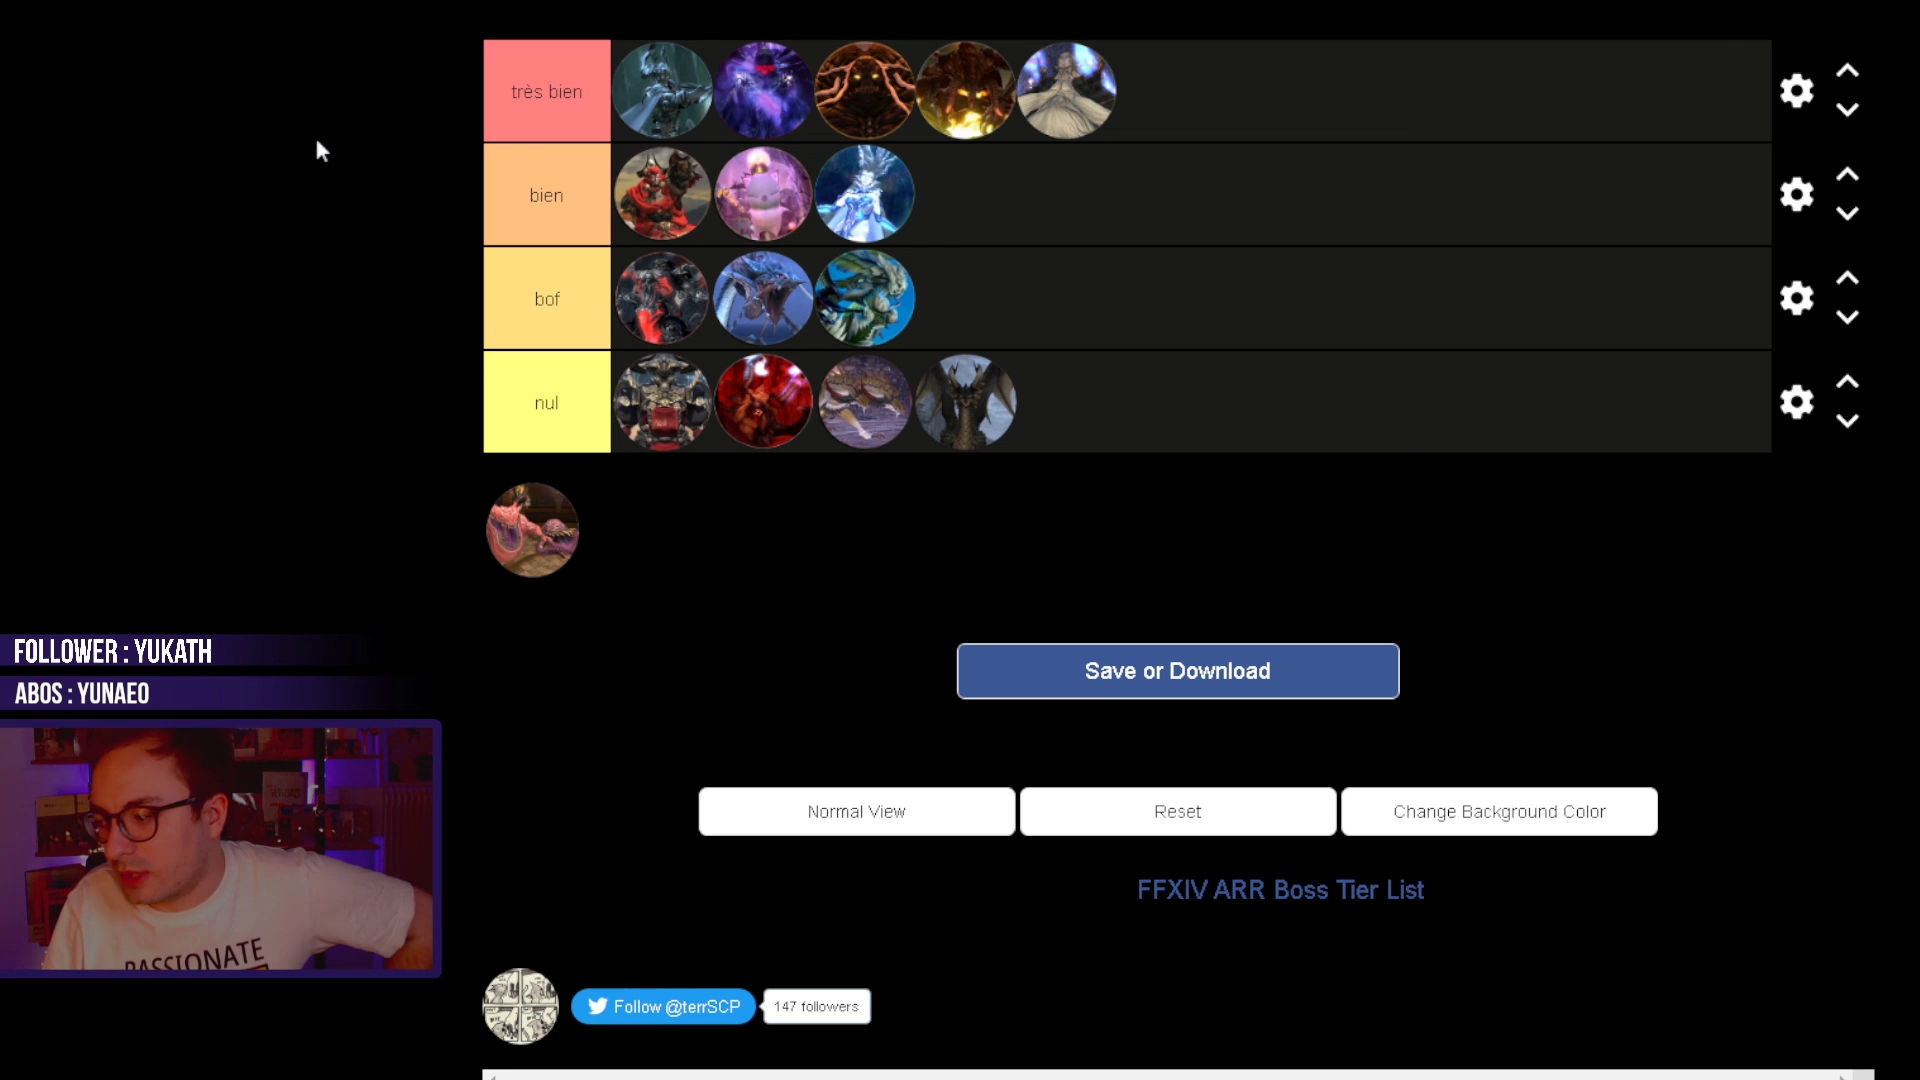 très bien
bien
bof
nul
FOLLOWER : YUKATH
ABOS : YUNAEO
Save or Download
Normal View
Reset
Change Background Color
FFXIV ARR Boss Tier List
PASSIONATE
Follow @terrSCP
147 followers